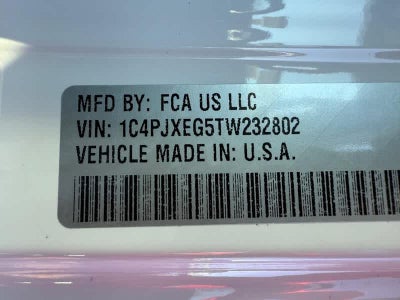 MFD BY: FCA US LLC
VIN: 1C4PJXEG5TW232802
VEHICLE MADE IN: U.S.A.